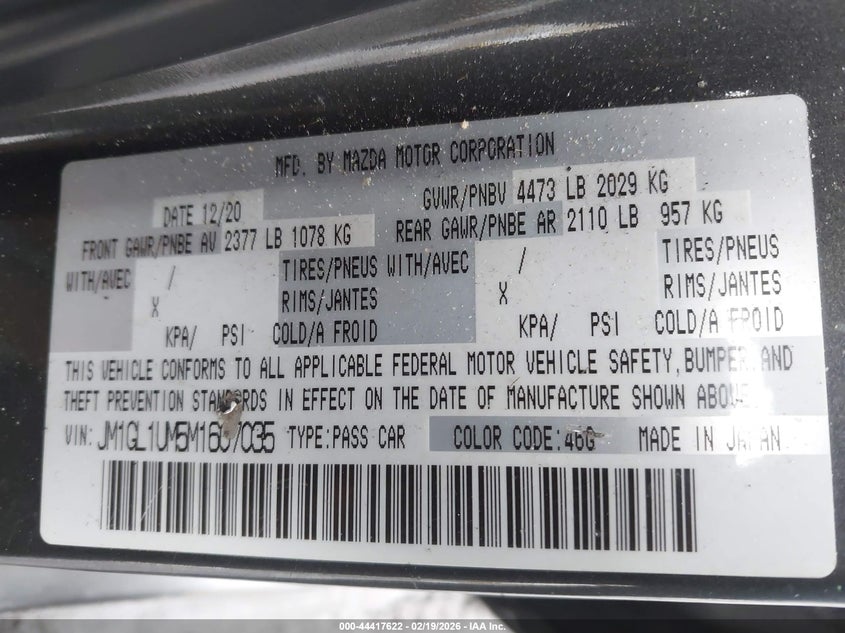 MFD. BY MAZDA MOTOR CORPORATION
DATE 12/20 GVWR/PNBV 4473 LB 2029 KG
FRONT GAWR/PNBE AV 2377 LB 1078 KG REAR GAWR/PNBE AR 2110 LB 957 KG
WITH/AVEC / TIRES/PNEUS WITH/AVEC / TIRES/PNEUS
X RIMS/JANTES X RIMS/JANTES
KPA/ PSI COLD/A FROID KPA/ PSI COLD/A FROID
THIS VEHICLE CONFORMS TO ALL APPLICABLE FEDERAL MOTOR VEHICLE SAFETY, BUMPER AND
THEFT PREVENTION STANDARDS IN EFFECT ON THE DATE OF MANUFACTURE SHOWN ABOVE.
VIN: JM1GL1UM5M1607035 TYPE:PASS CAR COLOR CODE:46G MADE IN JAPAN
000-44417622 - 02/19/2026 - IAA Inc.